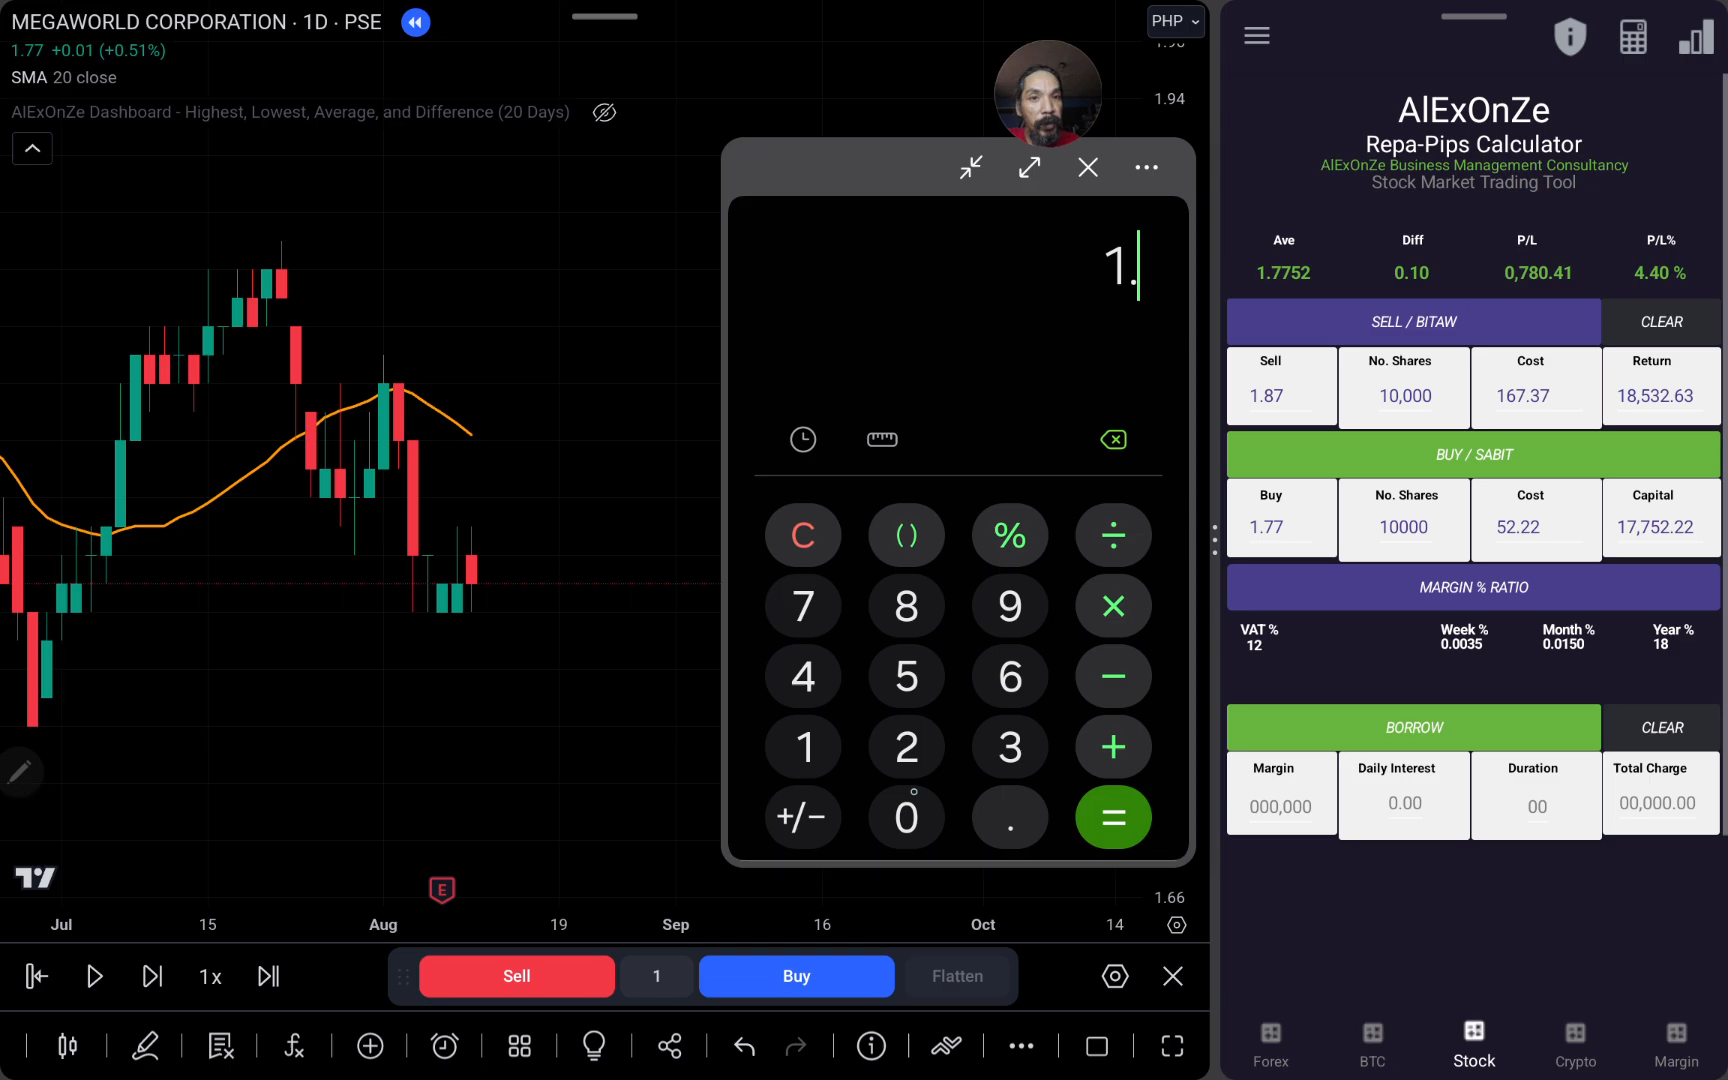 MEGAWORLD CORPORATION · 1D · PSE
1.77 +0.01 (+0.51%)
SMA 20 close
AlExOnZe Dashboard - Highest, Lowest, Average, and Difference (20 Days)
PHP
1.94
1.66
1.
C
( )
%
÷
7
8
9
×
4
5
6
−
1
2
3
+
+/−
0
.
=
E
Jul
15
Aug
19
Sep
16
Oct
14
1x
Sell
1
Buy
Flatten
AlExOnZe
Repa-Pips Calculator
AlExOnZe Business Management Consultancy
Stock Market Trading Tool
Ave Diff P/L P/L%
1.7752 0.10 0,780.41 4.40 %
SELL / BITAW CLEAR
Sell No. Shares Cost Return
1.87 10,000 167.37 18,532.63
BUY / SABIT
Buy No. Shares Cost Capital
1.77 10000 52.22 17,752.22
MARGIN % RATIO
VAT % Week % Month % Year %
12 0.0035 0.0150 18
BORROW CLEAR
Margin Daily Interest Duration Total Charge
000,000 0.00 00 00,000.00
Forex BTC Stock Crypto Margin